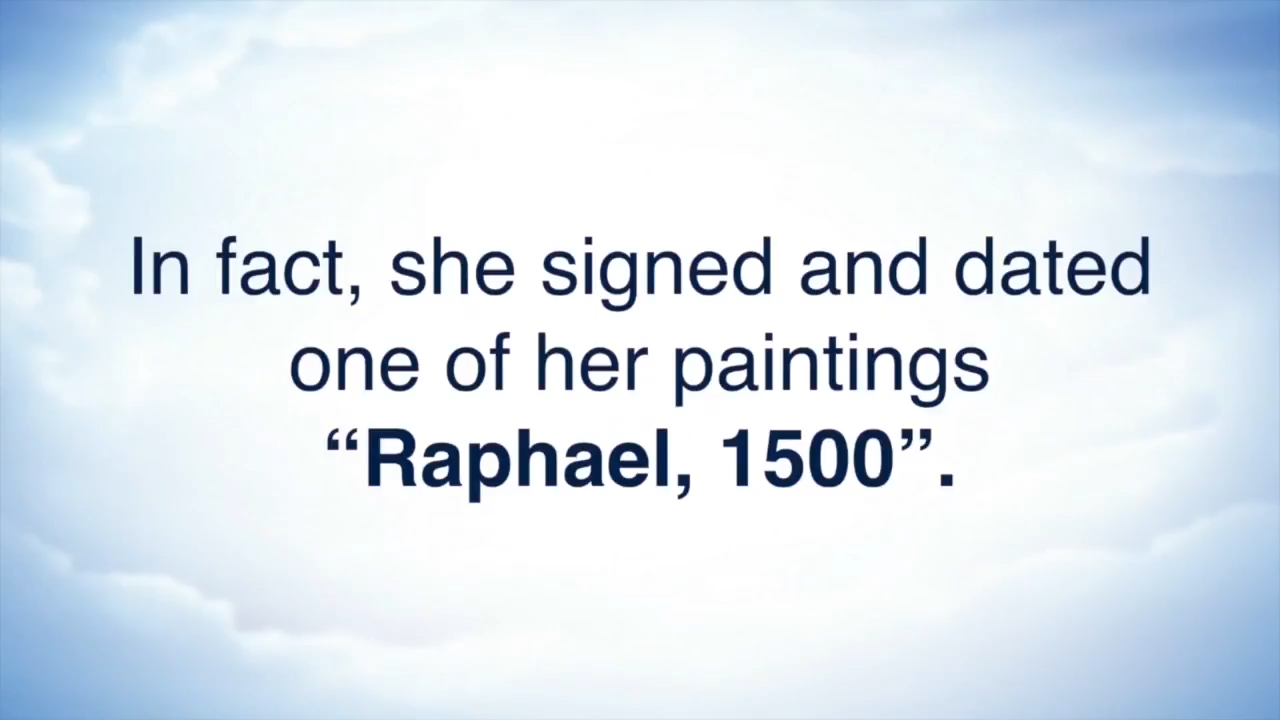 In fact, she signed and dated
one of her paintings
“Raphael, 1500”.